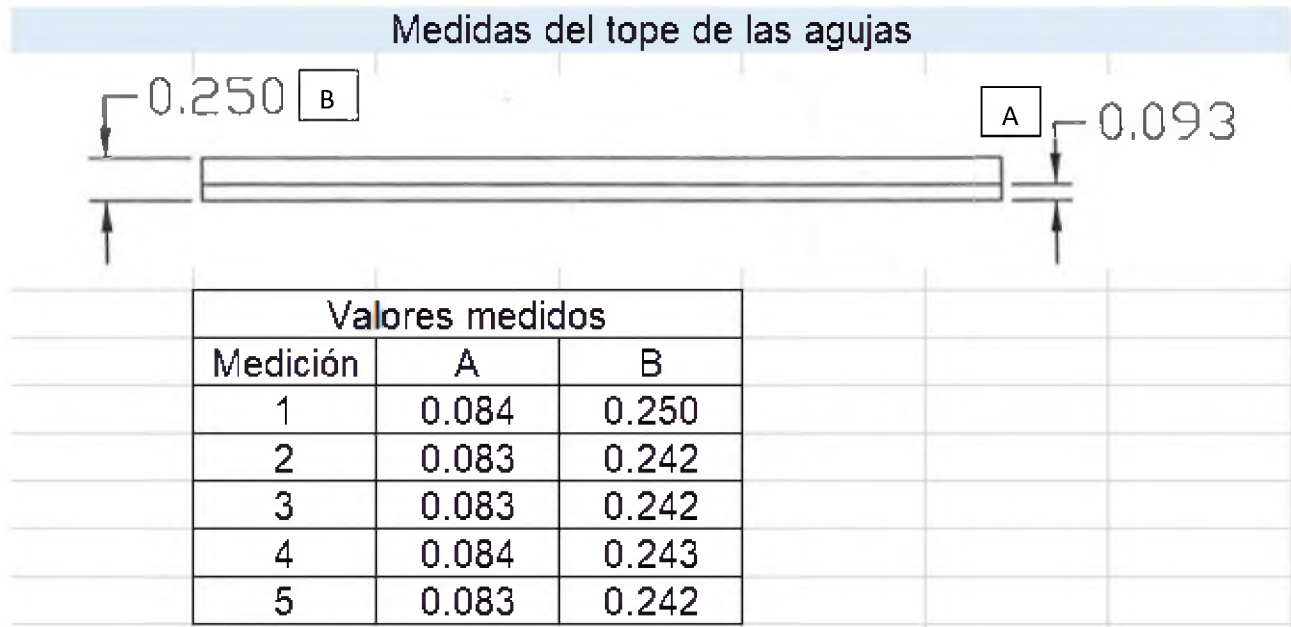 Medidas del tope de las agujas
0.250 B
A 0.093
Valores medidos
Medición A B
1 0.084 0.250
2 0.083 0.242
3 0.083 0.242
4 0.084 0.243
5 0.083 0.242